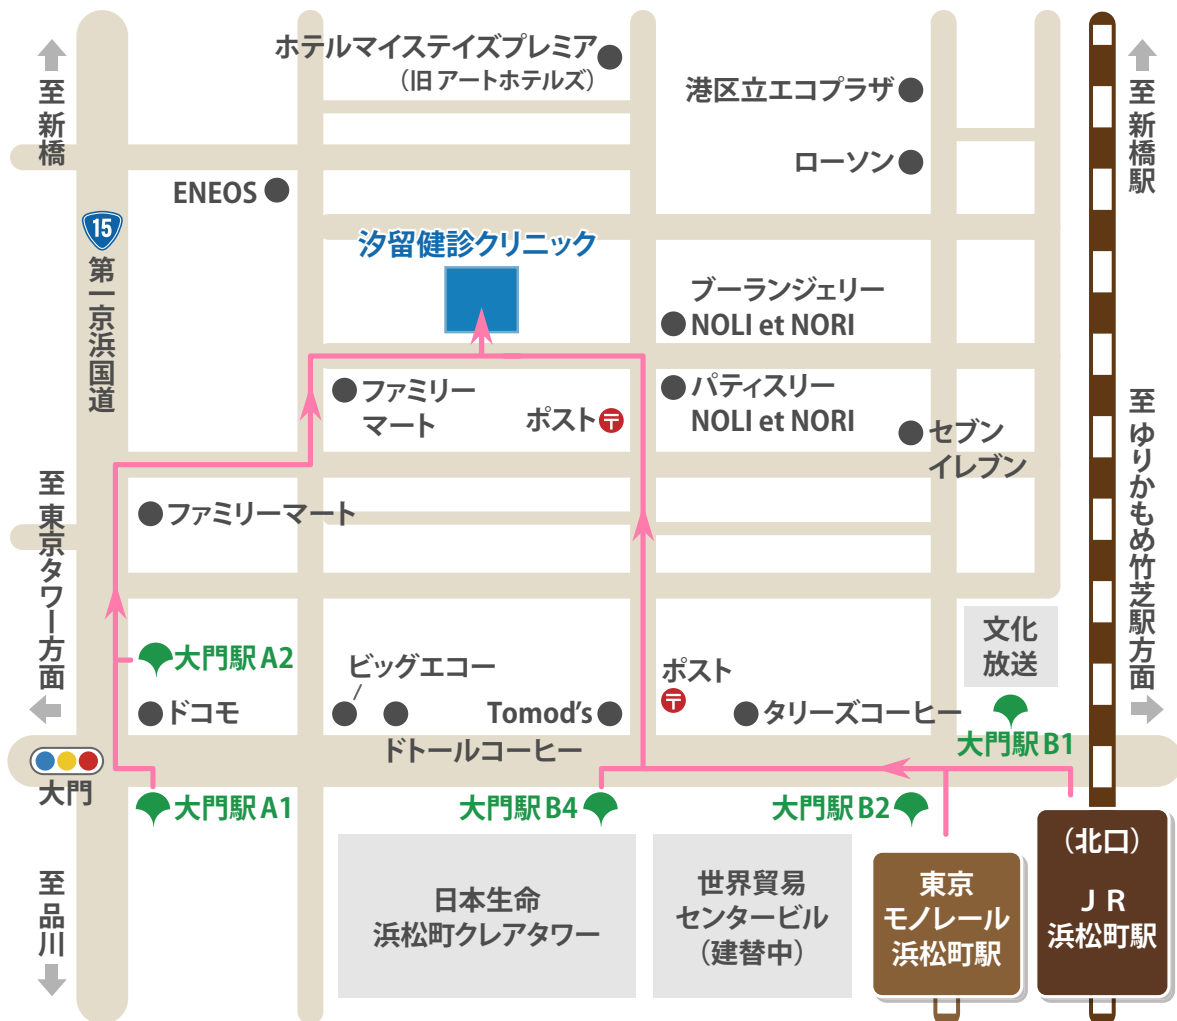 ホテルマイステイズプレミア
（旧アートホテルズ）
港区立エコプラザ
至 新橋
至 新橋駅
ローソン
ENEOS
15
第一京浜国道
汐留健診クリニック
ブーランジェリー
NOLI et NORI
ファミリー
マート
ポスト
パティスリー
NOLI et NORI
セブン
イレブン
至 ゆりかもめ竹芝駅方面
至 東京タワー方面
ファミリーマート
文化
放送
大門駅 A2
ビッグエコー
ポスト
ドコモ
Tomod's
タリーズコーヒー
ドトールコーヒー
大門駅 B1
大門
大門駅 A1
大門駅 B4
大門駅 B2
（北口）
ＪＲ
浜松町駅
東京
モノレール
浜松町駅
世界貿易
センタービル
（建替中）
日本生命
浜松町クレアタワー
至 品川